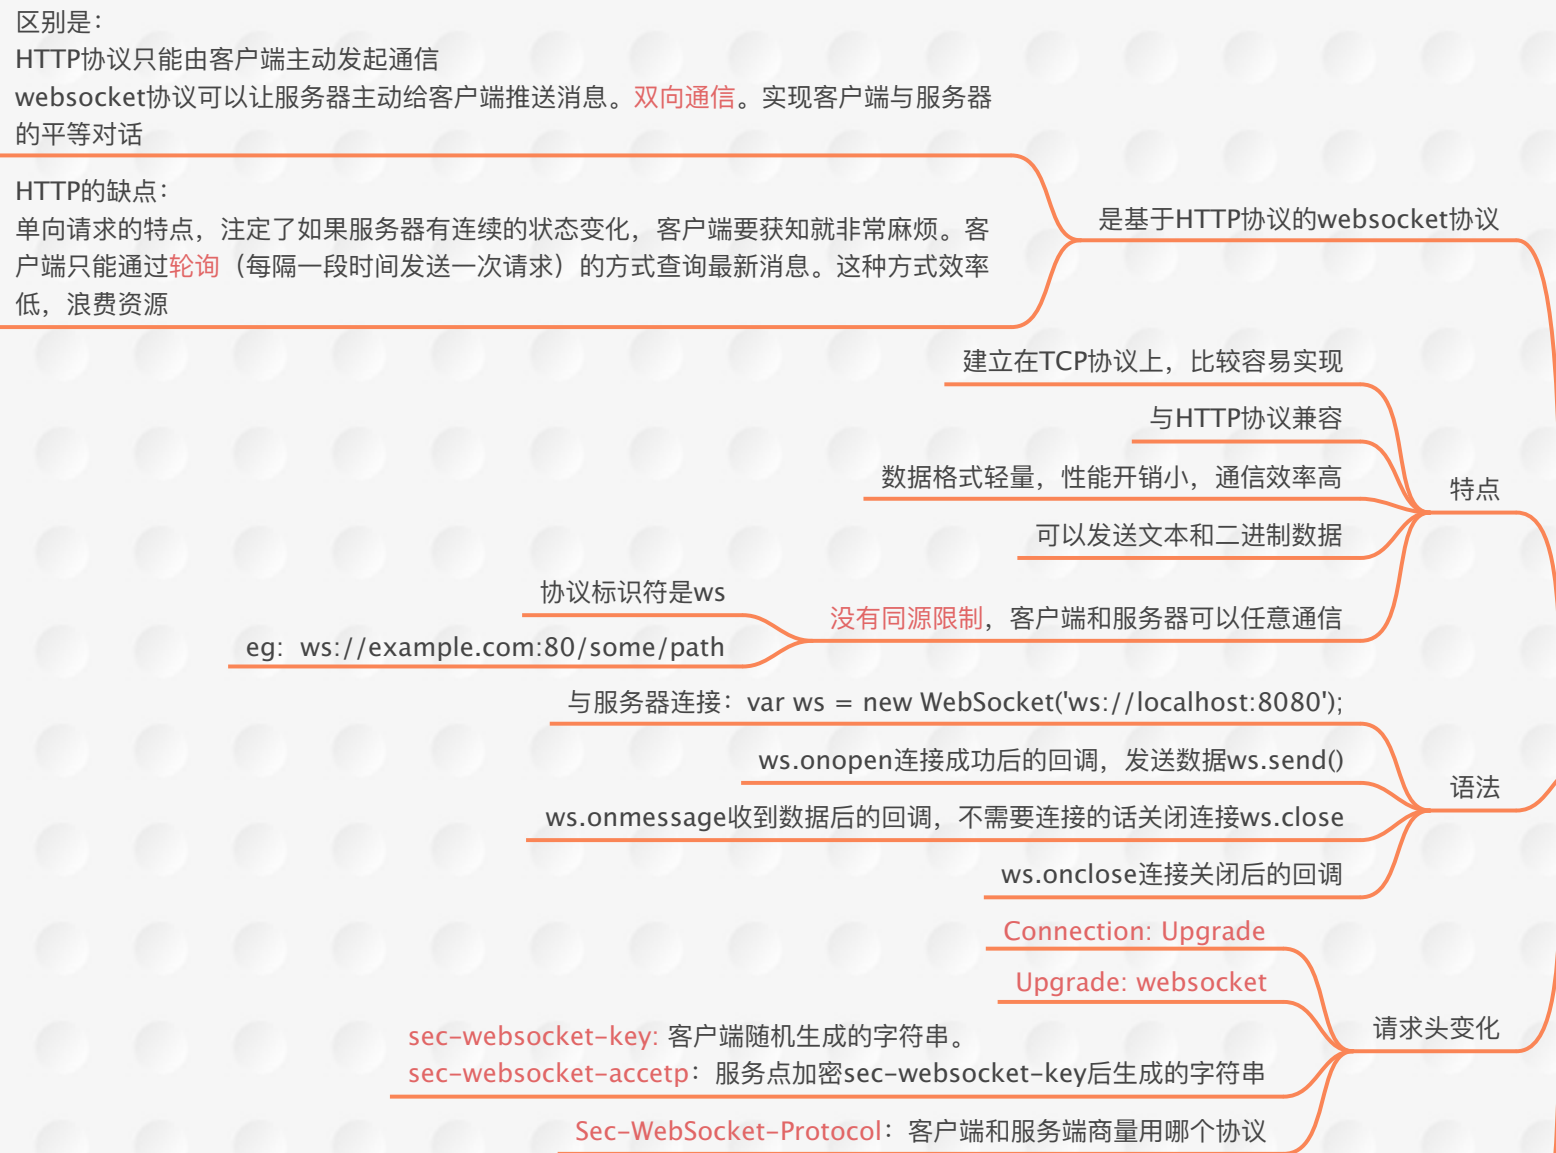 区别是：
HTTP协议只能由客户端主动发起通信
websocket协议可以让服务器主动给客户端推送消息。双向通信。实现客户端与服务器
的平等对话
HTTP的缺点：
单向请求的特点，注定了如果服务器有连续的状态变化，客户端要获知就非常麻烦。客
户端只能通过轮询（每隔一段时间发送一次请求）的方式查询最新消息。这种方式效率
低，浪费资源
是基于HTTP协议的websocket协议
建立在TCP协议上，比较容易实现
与HTTP协议兼容
数据格式轻量，性能开销小，通信效率高
可以发送文本和二进制数据
协议标识符是ws
eg：ws://example.com:80/some/path
没有同源限制，客户端和服务器可以任意通信
特点
与服务器连接：var ws = new WebSocket('ws://localhost:8080');
ws.onopen连接成功后的回调，发送数据ws.send()
ws.onmessage收到数据后的回调，不需要连接的话关闭连接ws.close
ws.onclose连接关闭后的回调
语法
Connection: Upgrade
Upgrade: websocket
sec-websocket-key: 客户端随机生成的字符串。
sec-websocket-accetp：服务点加密sec-websocket-key后生成的字符串
Sec-WebSocket-Protocol：客户端和服务端商量用哪个协议
请求头变化